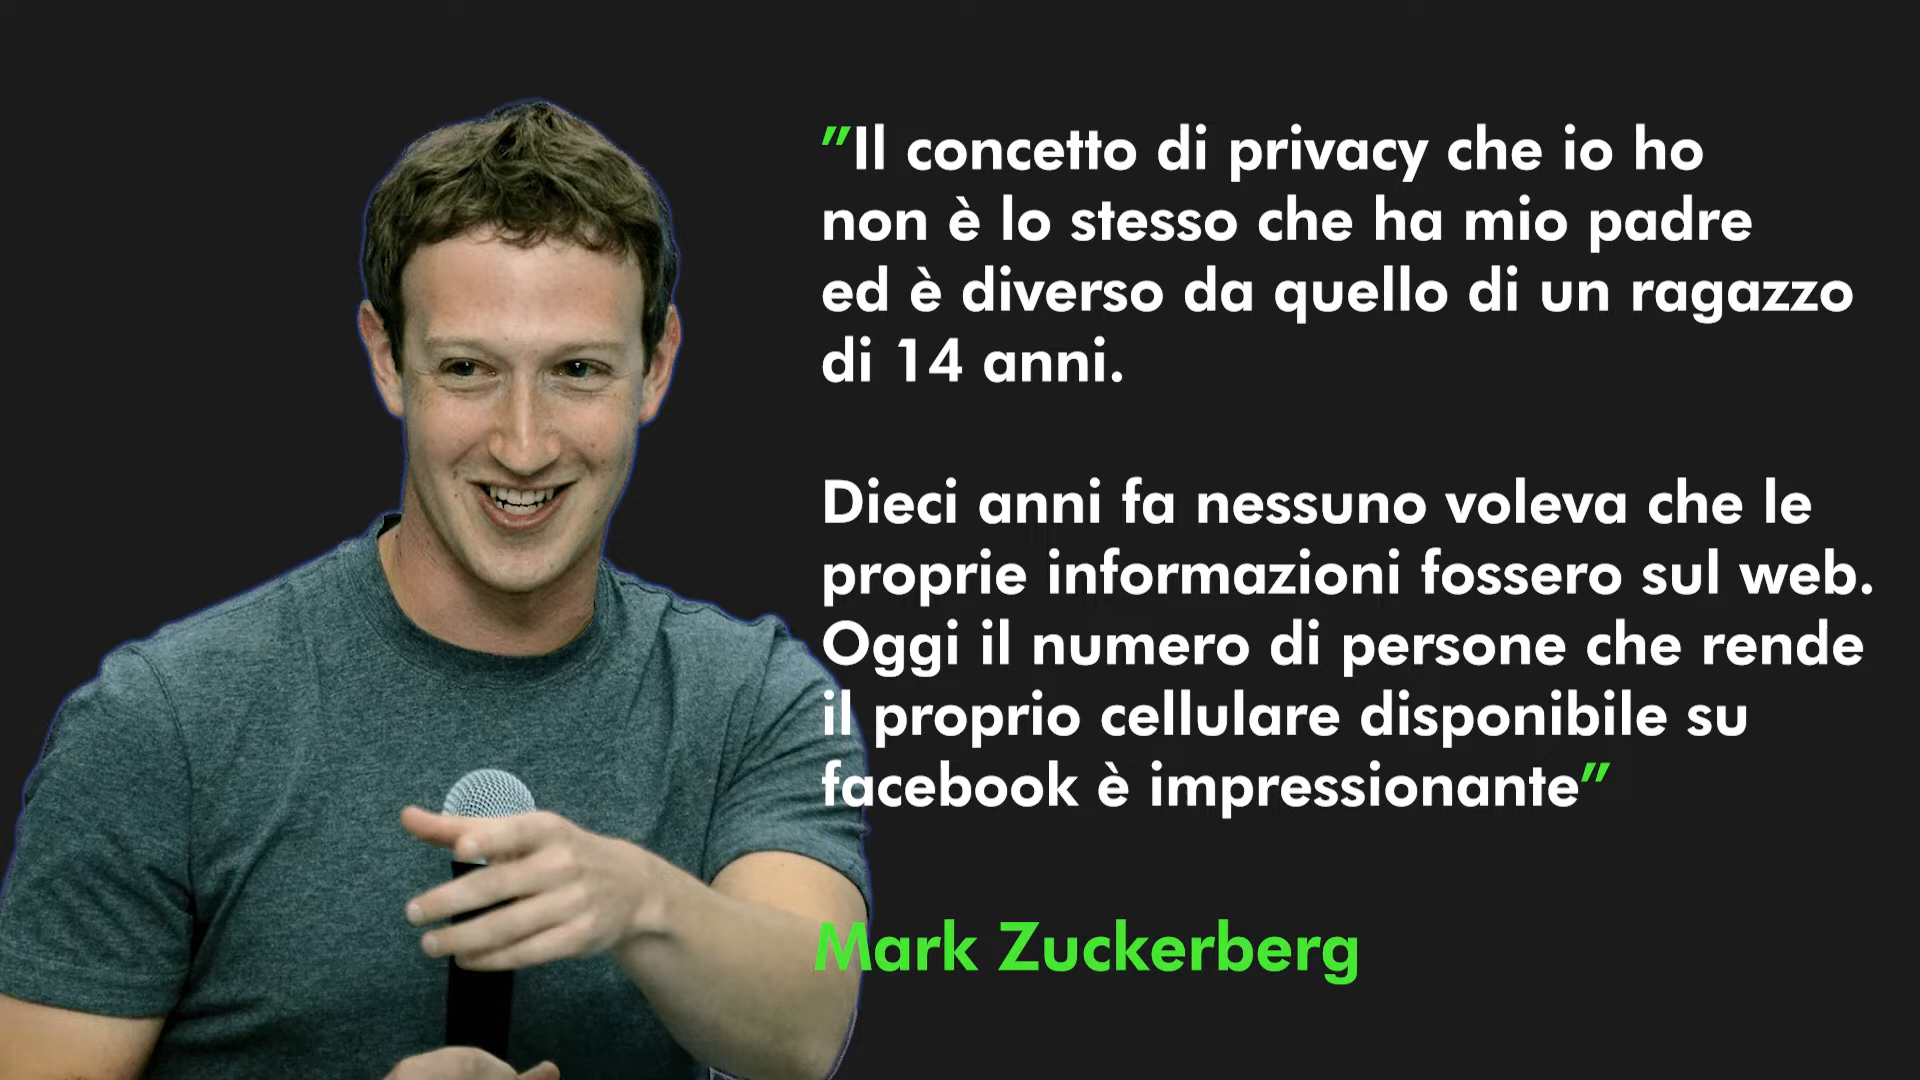 "Il concetto di privacy che io ho
non è lo stesso che ha mio padre
ed è diverso da quello di un ragazzo
di 14 anni.
Dieci anni fa nessuno voleva che le
proprie informazioni fossero sul web.
Oggi il numero di persone che rende
il proprio cellulare disponibile su
facebook è impressionante"
Mark Zuckerberg